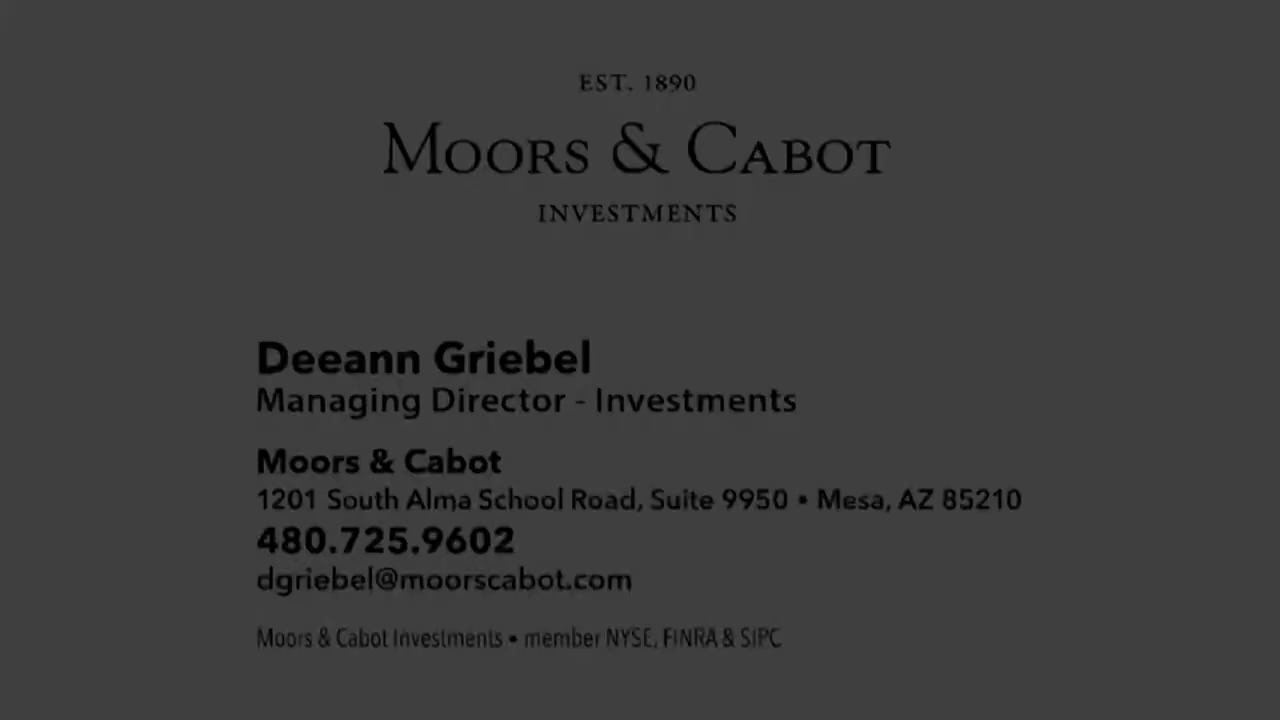 EST. 1890
MOORS & CABOT
INVESTMENTS
Deeann Griebel
Managing Director - Investments
Moors & Cabot
1201 South Alma School Road, Suite 9950 • Mesa, AZ 85210
480.725.9602
dgriebel@moorscabot.com
Moors & Cabot Investments • member NYSE, FINRA & SIPC